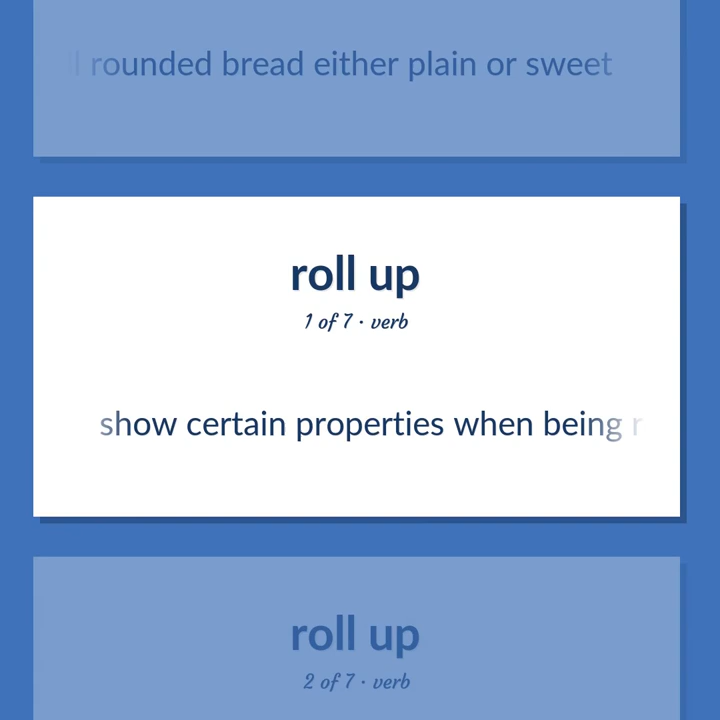 rounded bread either plain or sweet
roll up
1 of 7 · verb
show certain properties when being
roll up
2 of 7 · verb